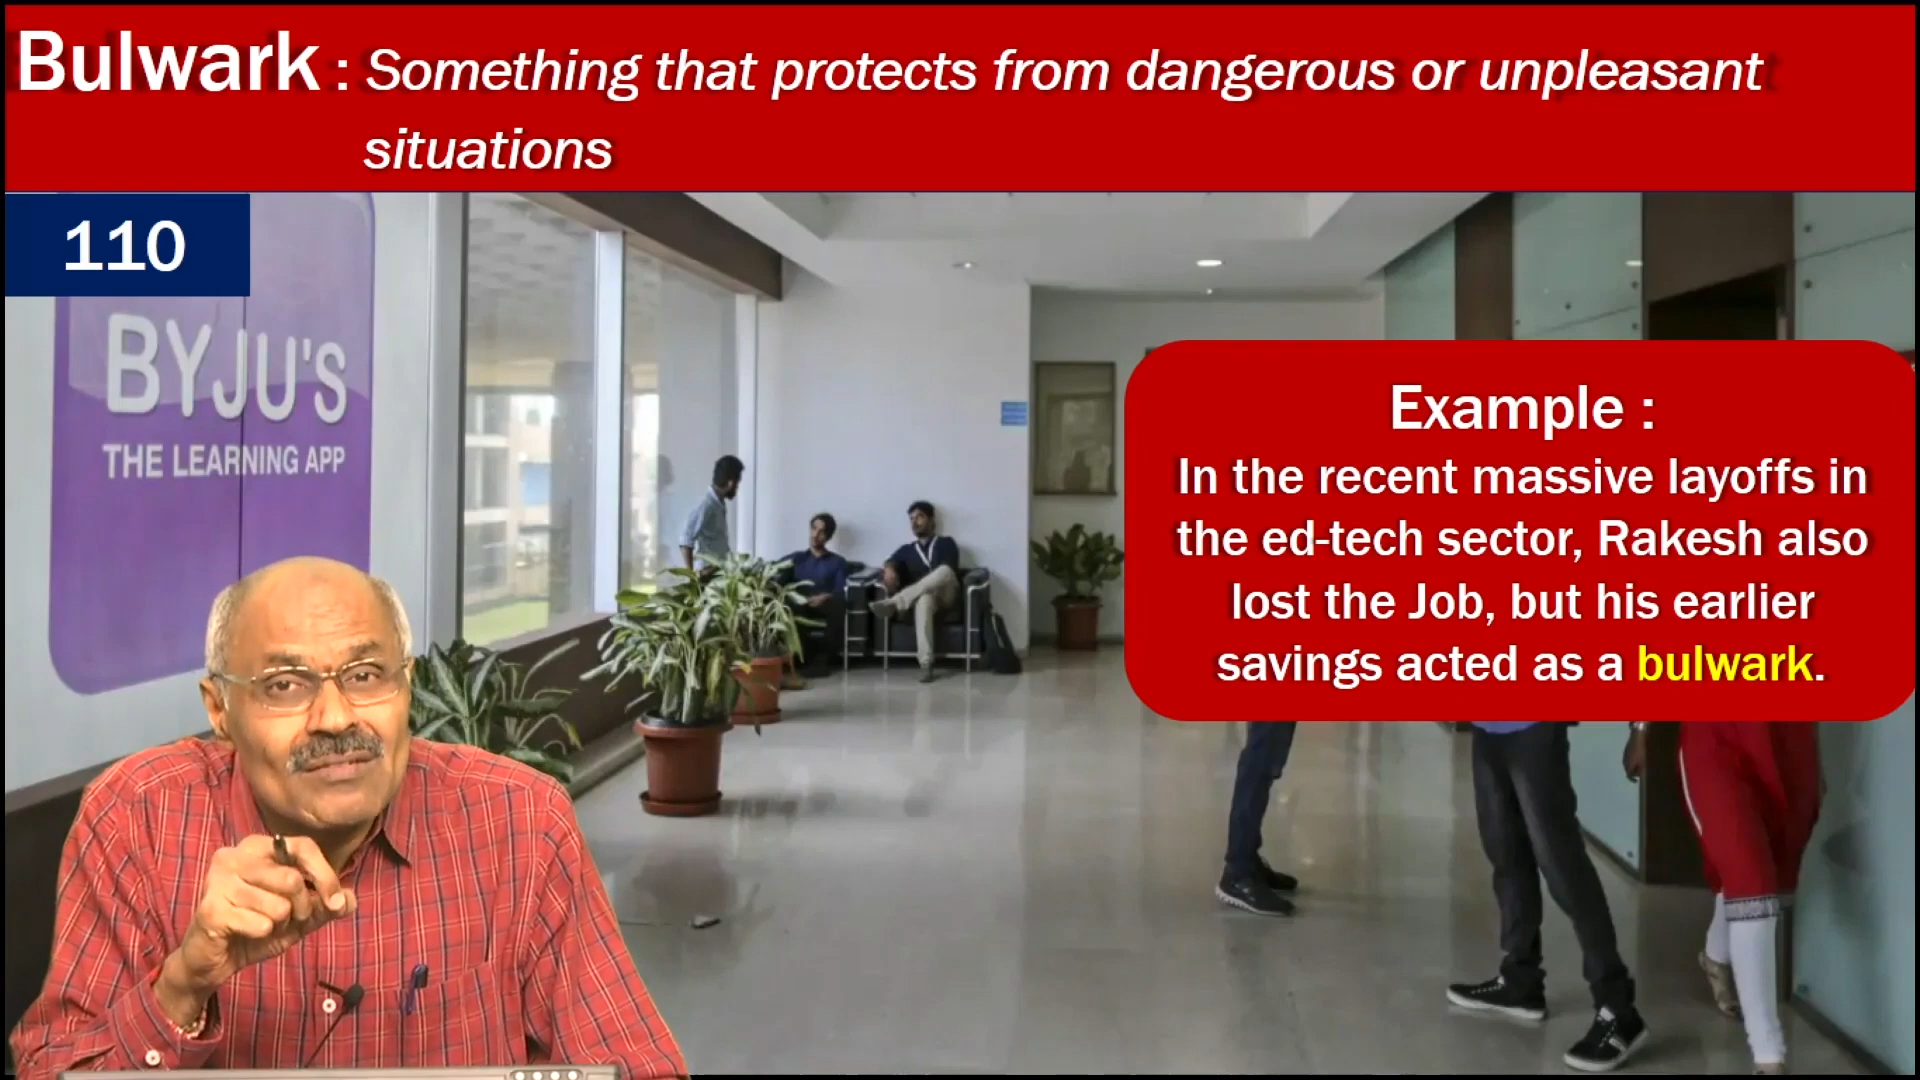 Bulwark : Something that protects from dangerous or unpleasant
situations
110
BYJU'S
THE LEARNING APP
Example :
In the recent massive layoffs in
the ed-tech sector, Rakesh also
lost the Job, but his earlier
savings acted as a bulwark.